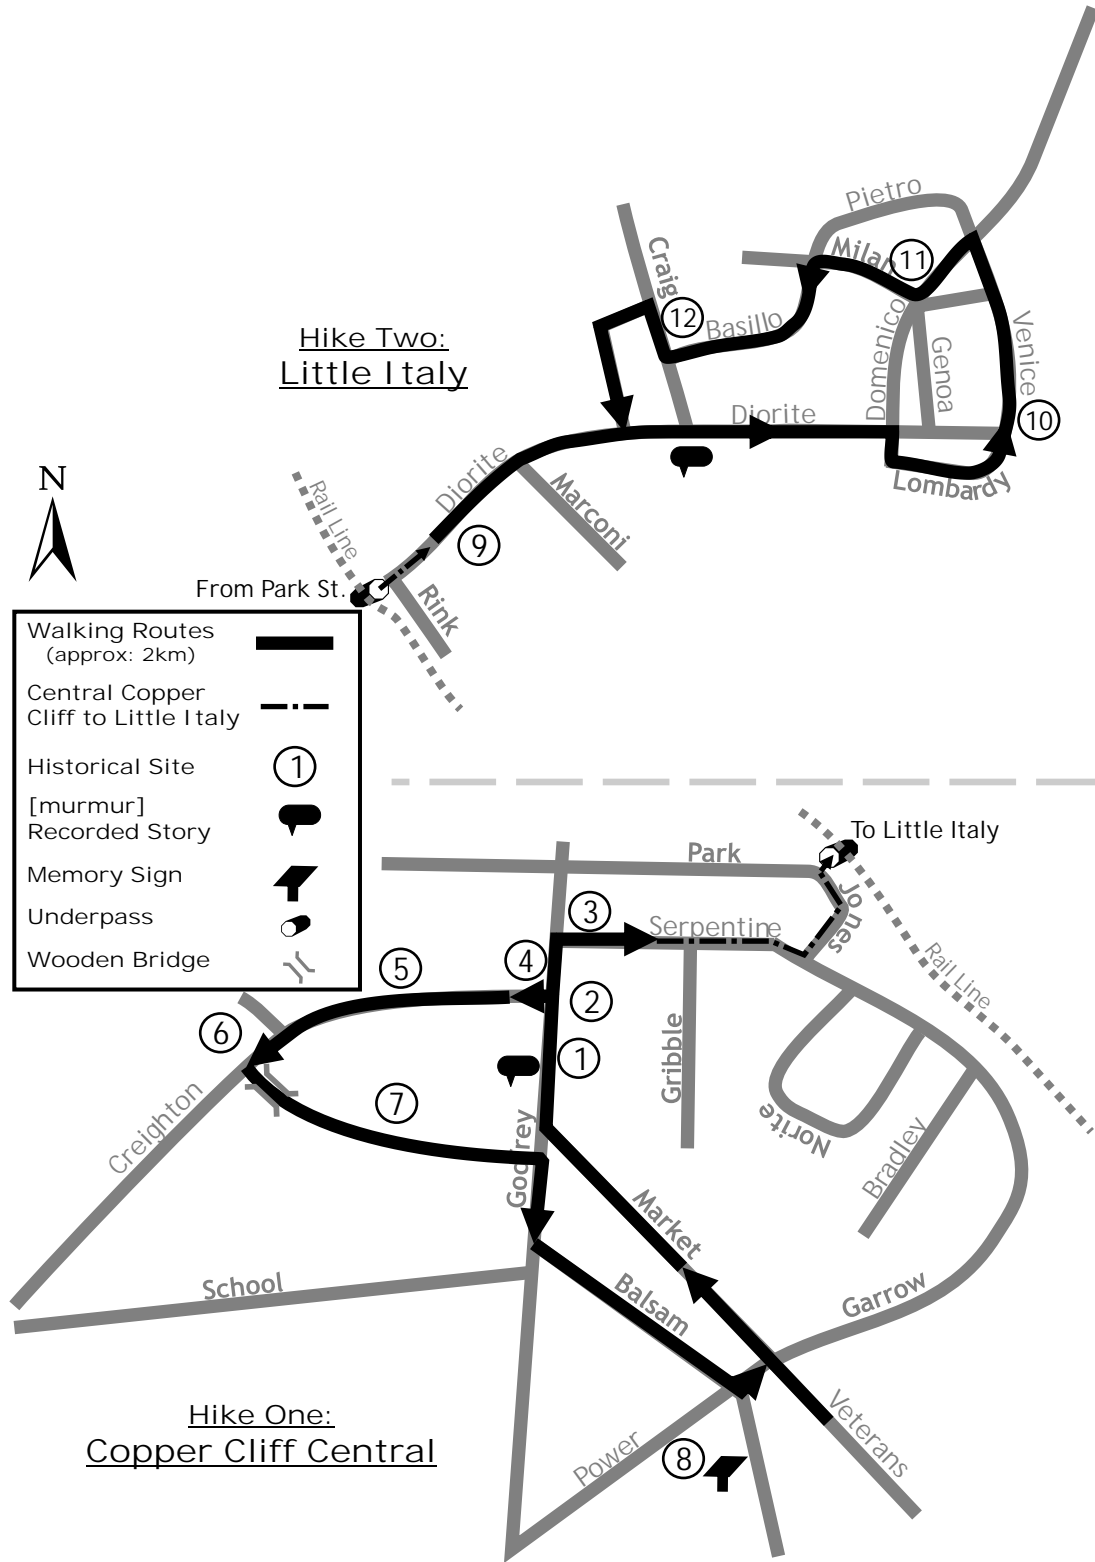 Pietro
Milan
11
Craig
12
Basillo
Hike Two:
Little Italy
Domenico
Genoa
Venice
Diorite
10
Lombardy
N
Rail Line
Diorite
Marconi
9
From Park St.
Rink
Walking Routes
(approx: 2km)
Central Copper
Cliff to Little Italy
Historical Site
1
[murmur]
Recorded Story
Memory Sign
Underpass
Wooden Bridge
To Little Italy
Park
Jones
3
Serpentine
4
5
2
Rail Line
6
1
Gribble
7
Norite
Creighton
Godfrey
Bradley
Market
School
Balsam
Garrow
Hike One:
Copper Cliff Central
Veterans
Power
8